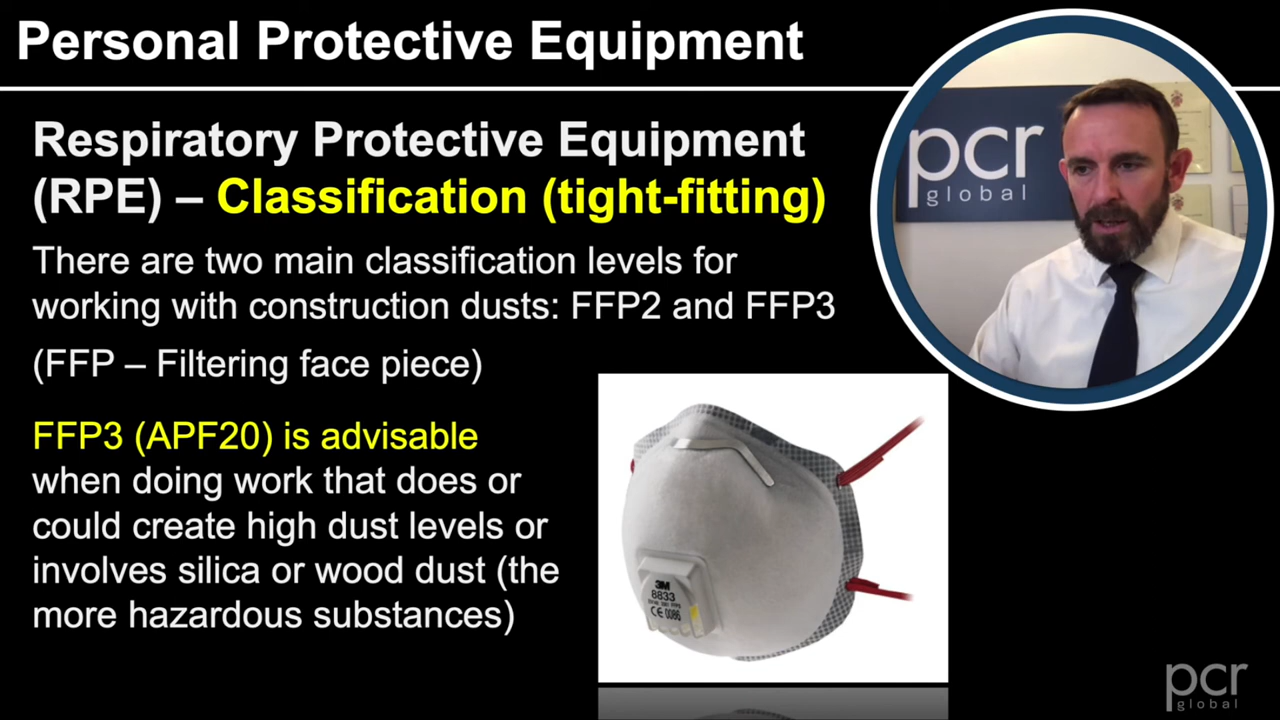 Personal Protective Equipment
Respiratory Protective Equipment
(RPE) – Classification (tight-fitting)
There are two main classification levels for
working with construction dusts: FFP2 and FFP3
(FFP – Filtering face piece)
FFP3 (APF20) is advisable
when doing work that does or
could create high dust levels or
involves silica or wood dust (the
more hazardous substances)
pcr
global
3M
8833
CE 0086
pcr
global